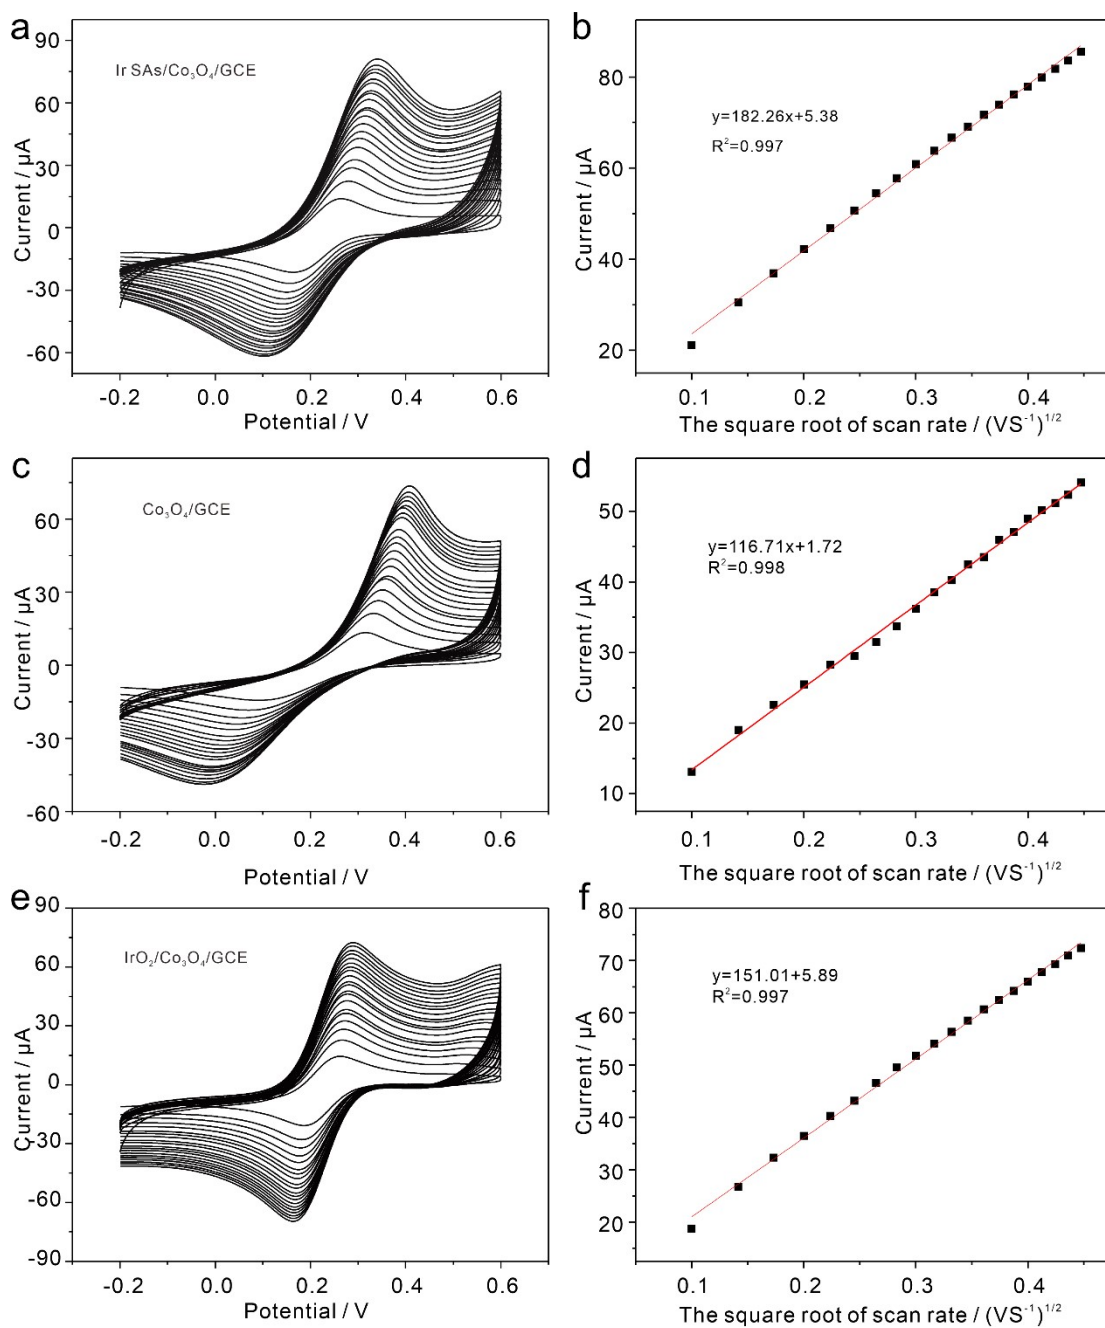 a
90
60
30
0
-30
-60
Current / μA
Ir SAs/Co₃O₄/GCE
-0.2 0.0 0.2 0.4 0.6
Potential / V
b
80
60
40
20
Current / μA
y=182.26x+5.38
R²=0.997
0.1 0.2 0.3 0.4
The square root of scan rate / (VS⁻¹)¹/²
c
60
30
0
-30
-60
Current / μA
Co₃O₄/GCE
-0.2 0.0 0.2 0.4 0.6
Potential / V
d
50
40
30
20
10
Current / μA
y=116.71x+1.72
R²=0.998
0.1 0.2 0.3 0.4
The square root of scan rate / (VS⁻¹)¹/²
e
90
60
30
0
-30
-60
-90
Current / μA
IrO₂/Co₃O₄/GCE
-0.2 0.0 0.2 0.4 0.6
Potential / V
f
80
70
60
50
40
30
20
Current / μA
y=151.01+5.89
R²=0.997
0.1 0.2 0.3 0.4
The square root of scan rate / (VS⁻¹)¹/²